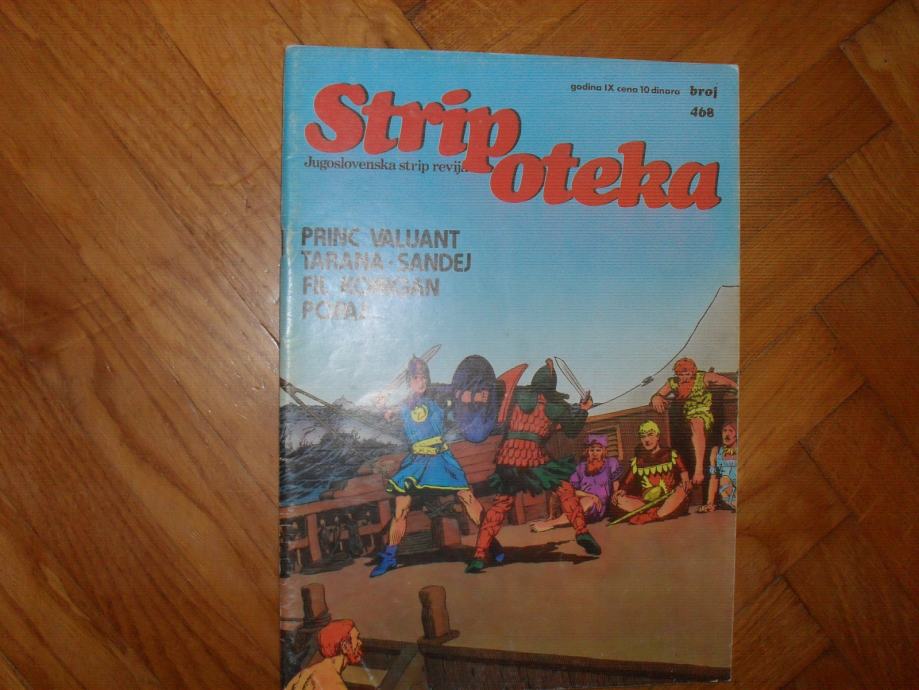 godina IX cena 10 dinara broj
468
Strip
oteka
Jugoslovenska strip revija
PRINC VALIJANT
TARANA · SANDEJ
FIL KORIGAN
POPAJ